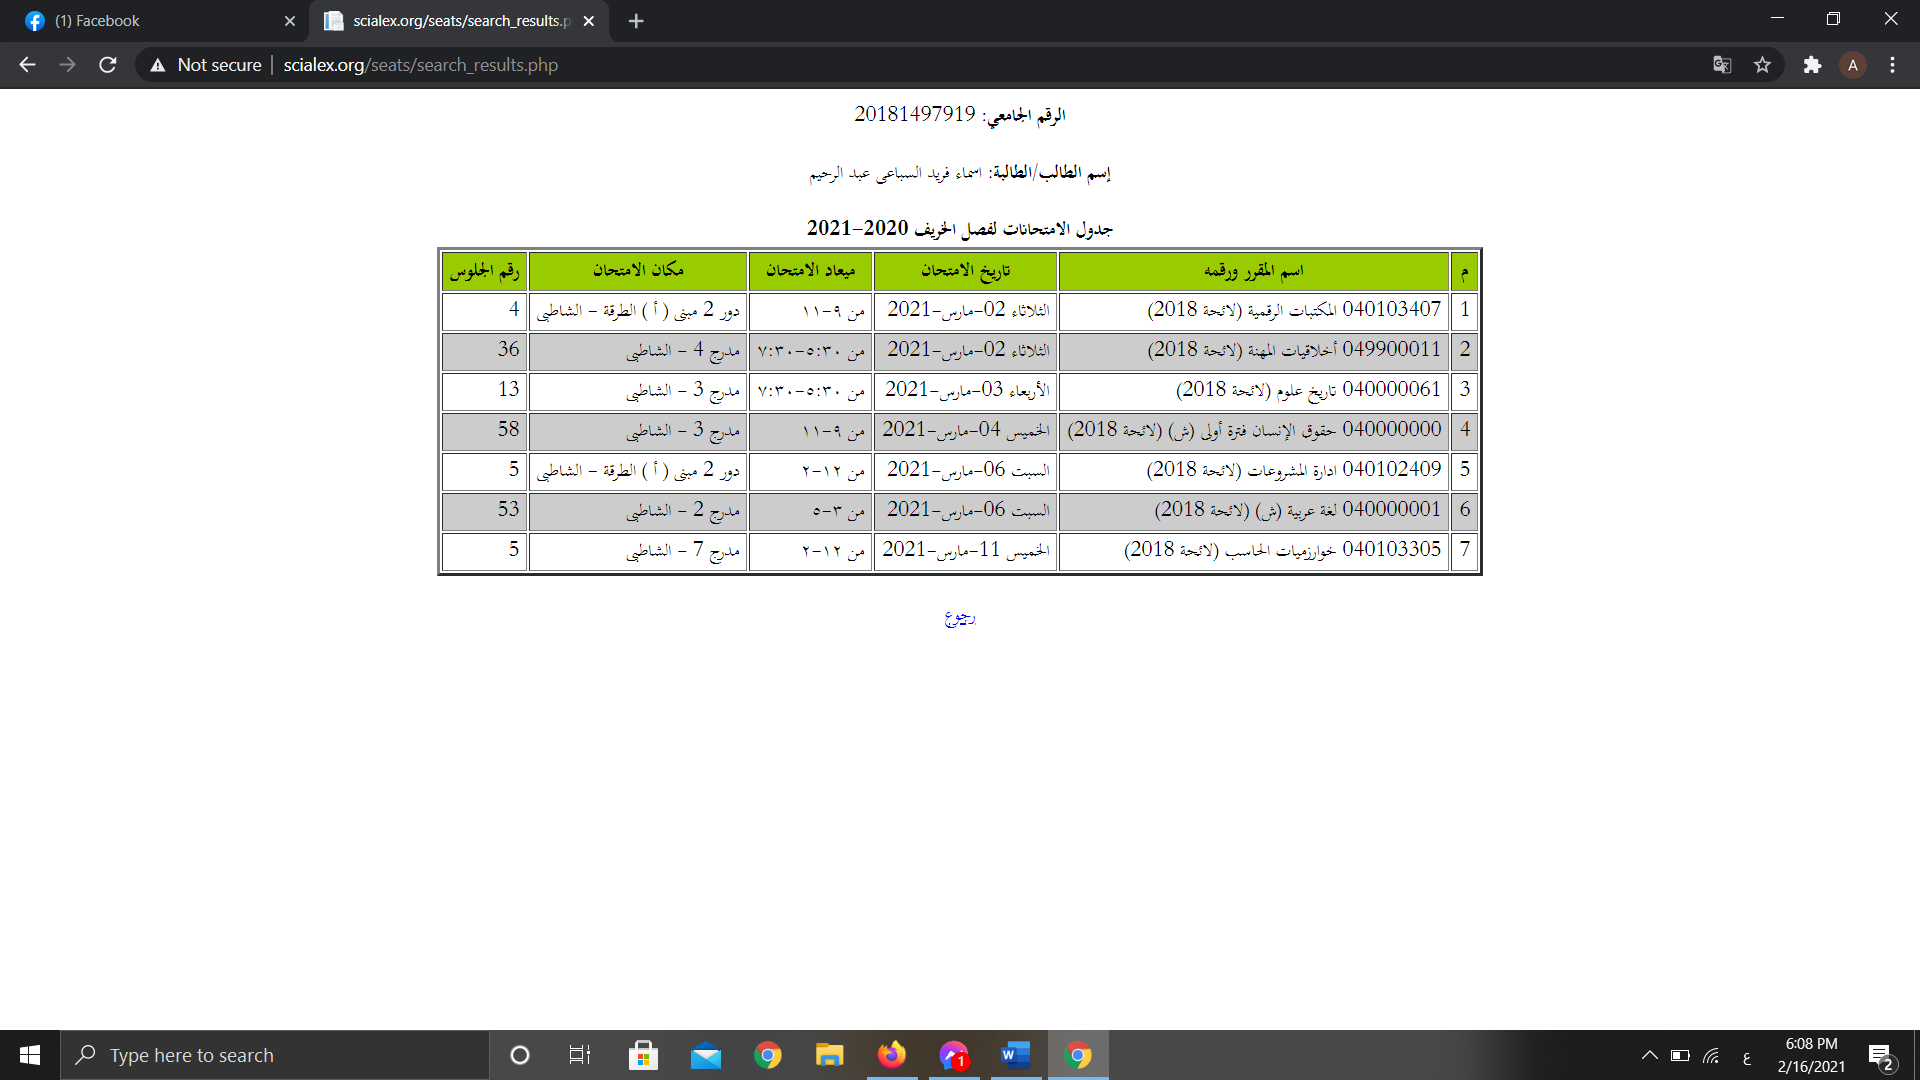 (1) Facebook
scialex.org/seats/search_results.p
Not secure | scialex.org/seats/search_results.php
A
الرقم الجامعي: 20181497919
إسم الطالب/الطالبة: اسماء فريد السباعى عبد الرحيم
جدول الامتحانات لفصل الخريف 2020-2021
م اسم المقرر ورقمه تاريخ الامتحان ميعاد الامتحان مكان الامتحان رقم الجلوس
1 040103407 المكتبات الرقمية (لائحة 2018) الثلاثاء 02-مارس-2021 من ٩-١١ دور 2 مبنى ( أ ) الطرقة - الشاطبى 4
2 049900011 أخلاقيات المهنة (لائحة 2018) الثلاثاء 02-مارس-2021 من ٥:٣٠-٧:٣٠ مدرج 4 - الشاطبى 36
3 040000061 تاريخ علوم (لائحة 2018) الأربعاء 03-مارس-2021 من ٥:٣٠-٧:٣٠ مدرج 3 - الشاطبى 13
4 040000000 حقوق الإنسان فترة أولى (ش) (لائحة 2018) الخميس 04-مارس-2021 من ٩-١١ مدرج 3 - الشاطبى 58
5 040102409 ادارة المشروعات (لائحة 2018) السبت 06-مارس-2021 من ١٢-٢ دور 2 مبنى ( أ ) الطرقة - الشاطبى 5
6 040000001 لغة عربية (ش) (لائحة 2018) السبت 06-مارس-2021 من ٣-٥ مدرج 2 - الشاطبى 53
7 040103305 خوارزميات الحاسب (لائحة 2018) الخميس 11-مارس-2021 من ١٢-٢ مدرج 7 - الشاطبى 5
رجوع
Type here to search
1
ع
6:08 PM
2/16/2021
2